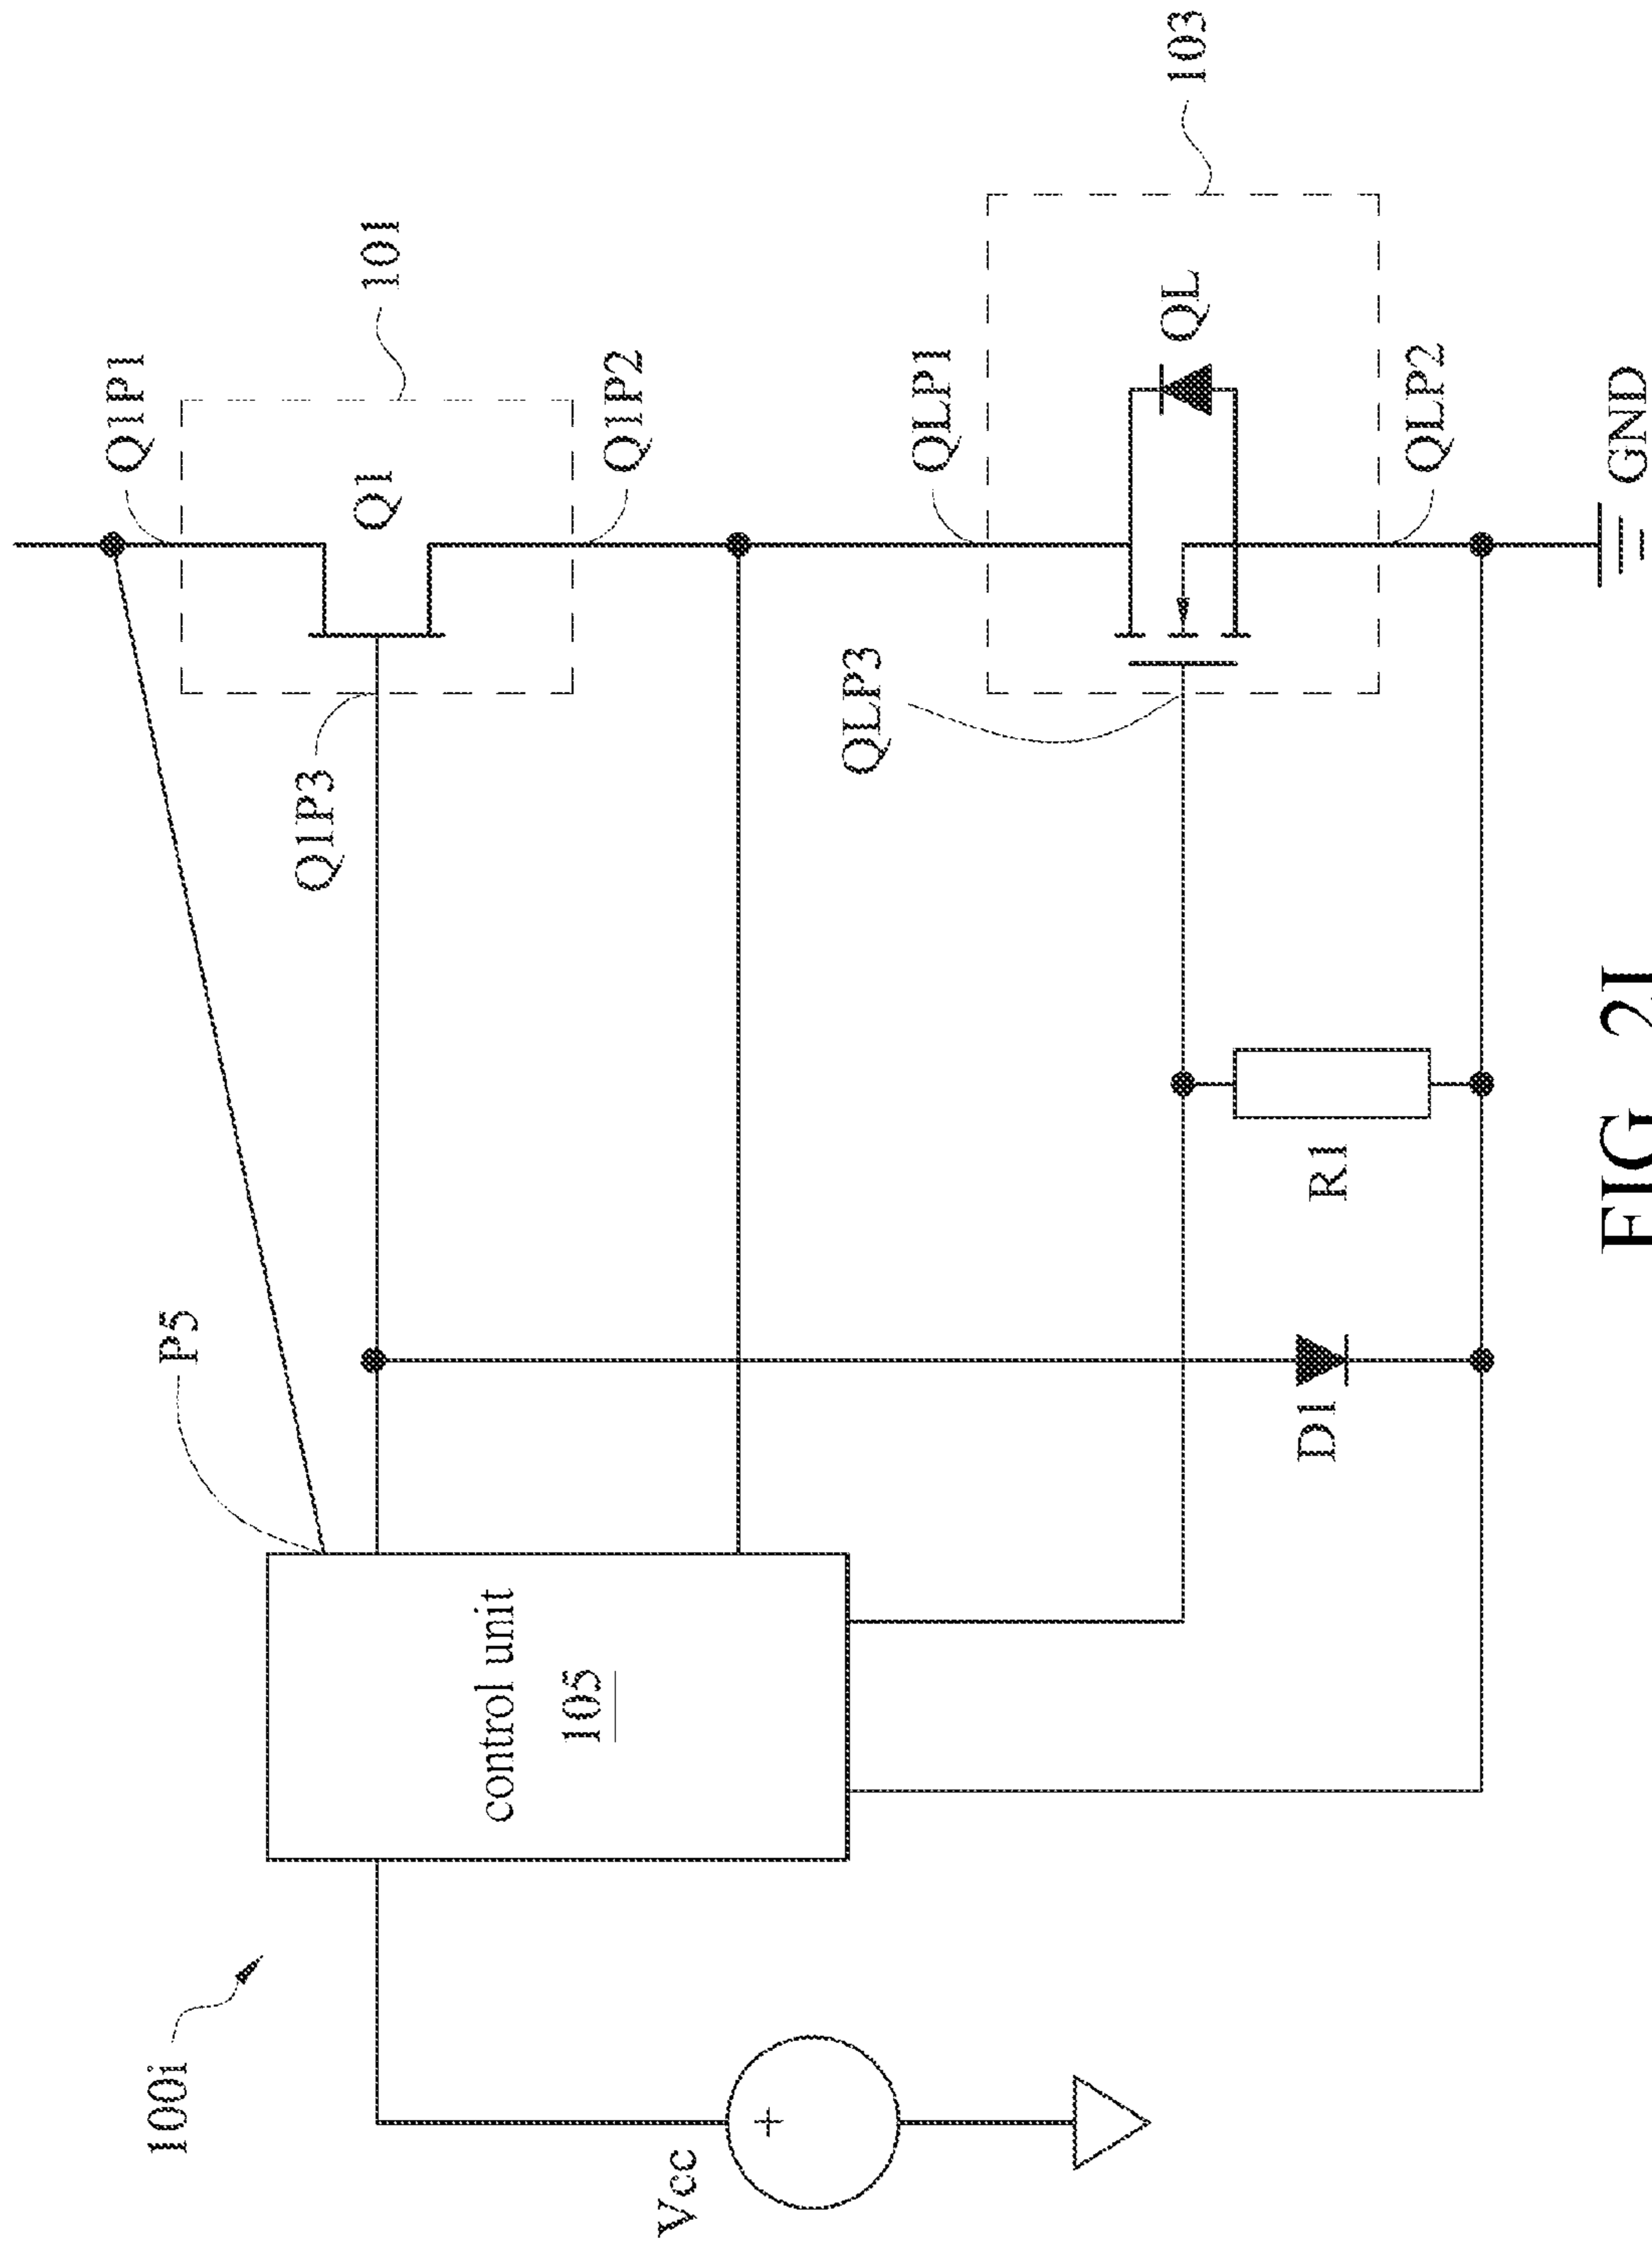 100i
P5
Q1P1
101
Q1
Q1P3
Q1P2
control unit
105
QLP1
103
QLP3
QL
Vcc
+
D1
R1
QLP2
GND
FIG. 2I